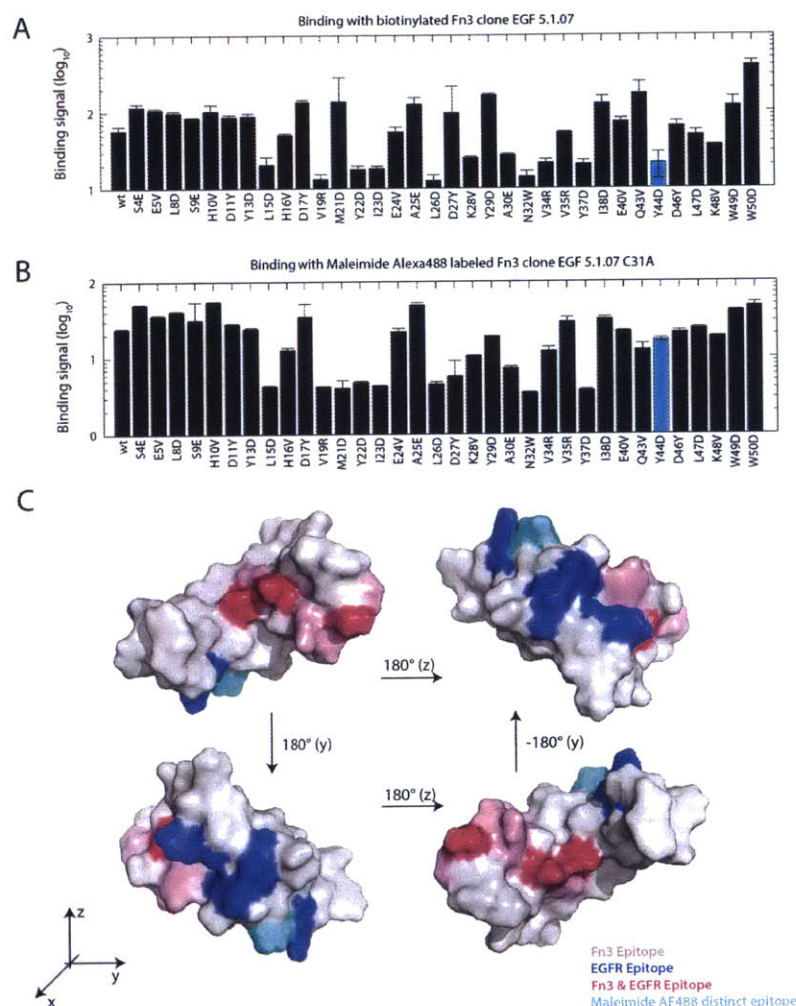 A
Binding with biotinylated Fn3 clone EGF 5.1.07
Binding signal (log10)
3
2
1
wt S4E E5V L8D S9E H10V D11Y Y13D L15D H16V D17Y V19R M21D Y22D I23D E24V A25E L26D D27Y K28V Y29D A30E N32W V34R V35R Y37D I38D E40V Q43V Y44D D46Y L47D K48V W49D W50D
B
Binding with Maleimide Alexa488 labeled Fn3 clone EGF 5.1.07 C31A
Binding signal (log10)
2
1
0
wt S4E E5V L8D S9E H10V D11Y Y13D L15D H16V D17Y V19R M21D Y22D I23D E24V A25E L26D D27Y K28V Y29D A30E N32W V34R V35R Y37D I38D E40V Q43V Y44D D46Y L47D K48V W49D W50D
C
180° (z)
180° (y)
-180° (y)
180° (z)
z
y
x
Fn3 Epitope
EGFR Epitope
Fn3 & EGFR Epitope
Maleimide AF488 distinct epitope